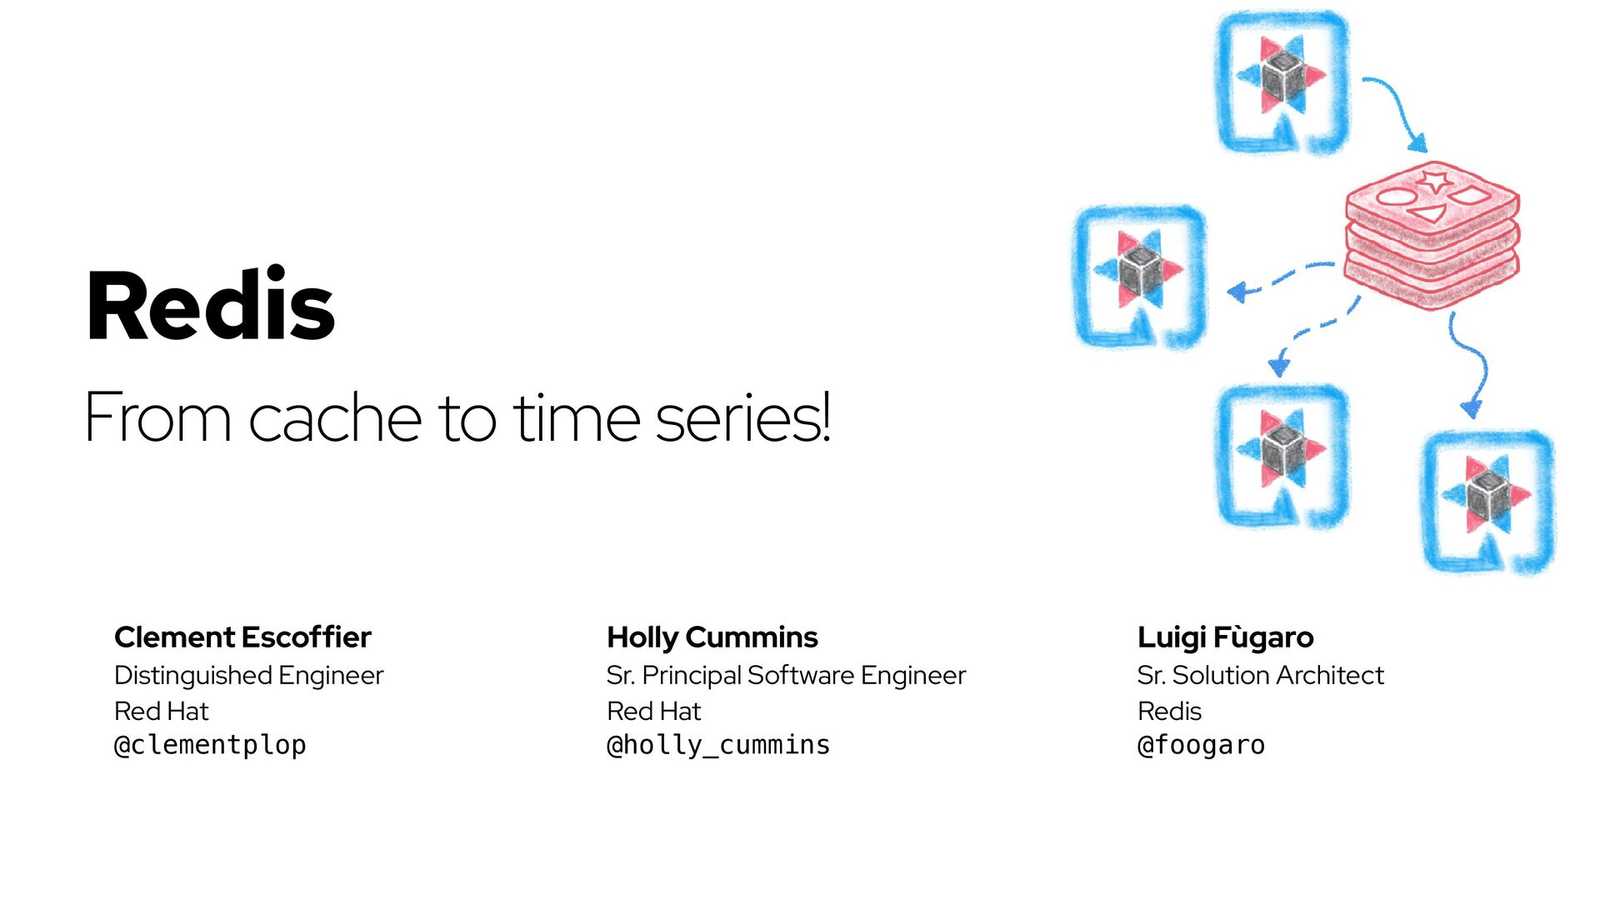 Redis
From cache to time series!
Clement Escoffier
Distinguished Engineer
Red Hat
@clementplop
Holly Cummins
Sr. Principal Software Engineer
Red Hat
@holly_cummins
Luigi Fùgaro
Sr. Solution Architect
Redis
@foogaro